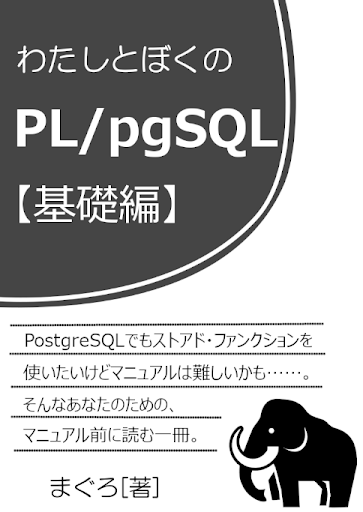 わたしとぼくの
PL/pgSQL
【基礎編】
PostgreSQLでもストアド・ファンクションを
使いたいけどマニュアルは難しいかも……。
そんなあなたのための、
マニュアル前に読む一冊。
まぐろ[著]